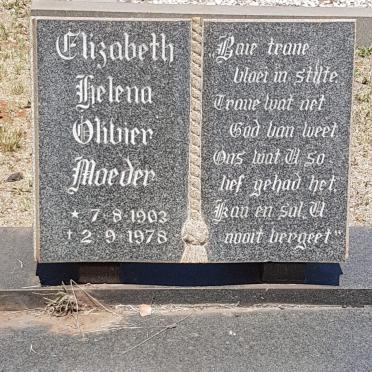 Elizabeth
Helena
Olivier
Moeder
* 7-8-1903
† 2-9-1978
"Baie trane
bloei in stilte.
Trane wat net
God van weet.
Ons wat U so
lief gehad het,
Kan en sal, U
nooit vergeet"